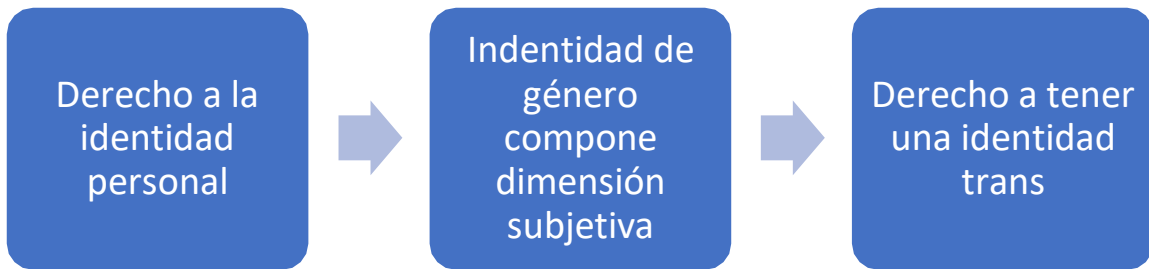 Derecho a la
identidad
personal
Indentidad de
género
compone
dimensión
subjetiva
Derecho a tener
una identidad
trans